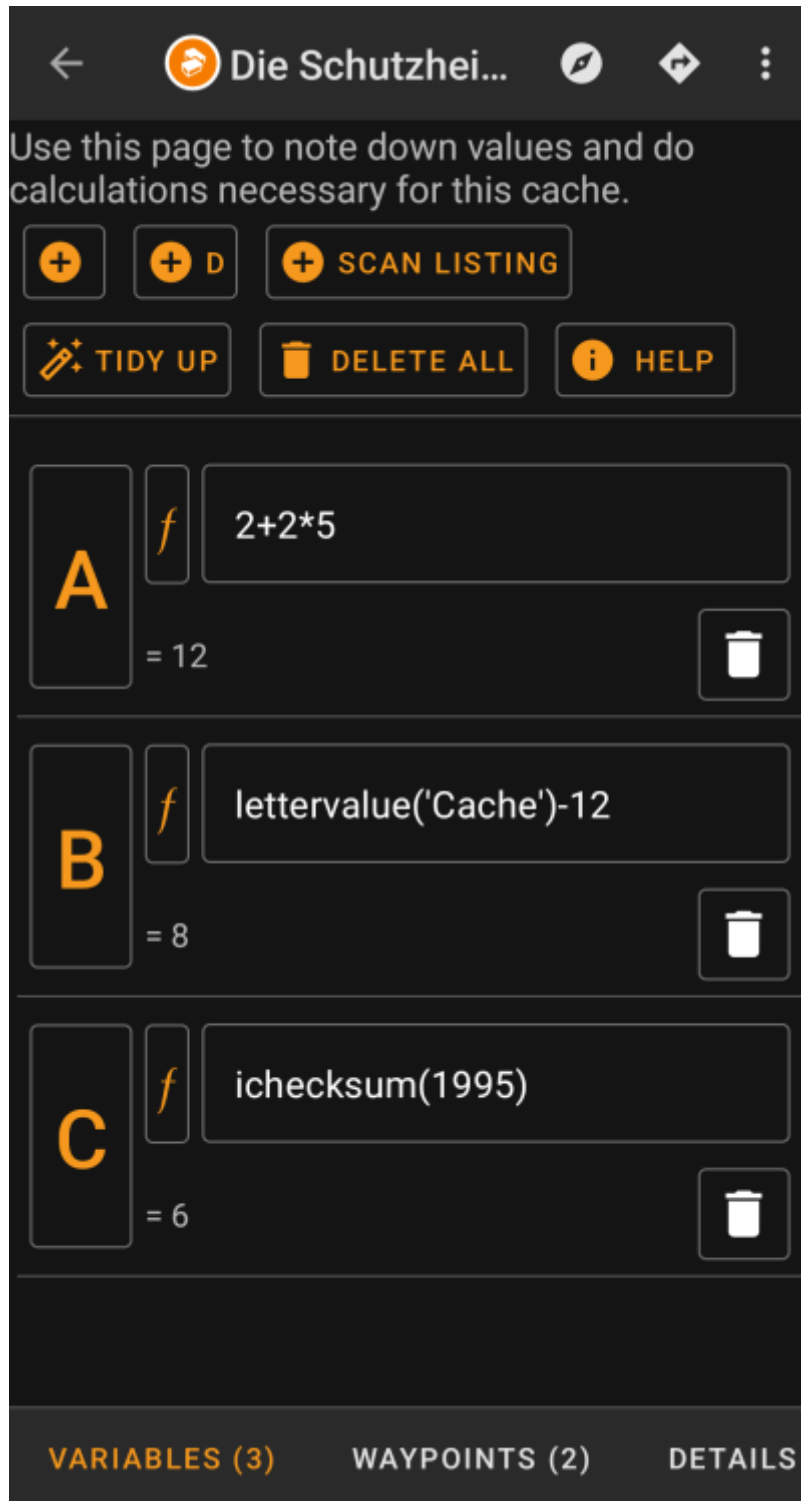 Die Schutzhei...
Use this page to note down values and do
calculations necessary for this cache.
D
SCAN LISTING
TIDY UP
DELETE ALL
HELP
A
f
2+2*5
= 12
B
f
lettervalue('Cache')-12
= 8
C
f
ichecksum(1995)
= 6
VARIABLES (3)
WAYPOINTS (2)
DETAILS